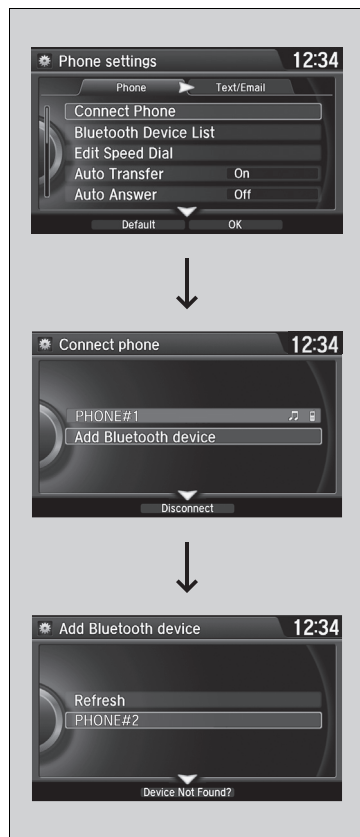 Phone settings 12:34
Phone Text/Email
Connect Phone
Bluetooth Device List
Edit Speed Dial
Auto Transfer On
Auto Answer Off
Default OK
Connect phone 12:34
PHONE#1
Add Bluetooth device
Disconnect
Add Bluetooth device 12:34
Refresh
PHONE#2
Device Not Found?